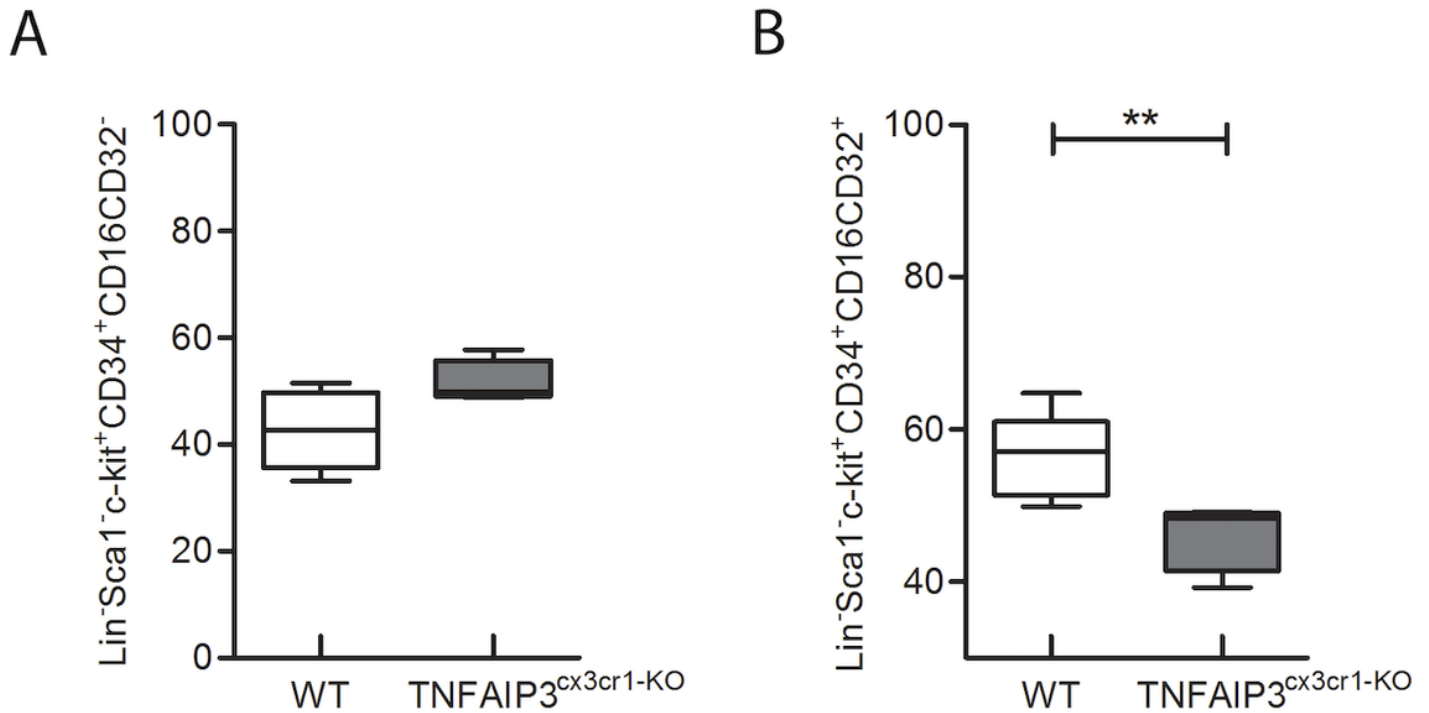 A
Lin⁻Sca1⁻c-kit⁺CD34⁺CD16CD32⁻
100
80
60
40
20
0
WT
TNFAIP3ᶜˣ³ᶜʳ¹⁻ᴷᴼ
B
Lin⁻Sca1⁻c-kit⁺CD34⁺CD16CD32⁺
**
100
80
60
40
WT
TNFAIP3ᶜˣ³ᶜʳ¹⁻ᴷᴼ